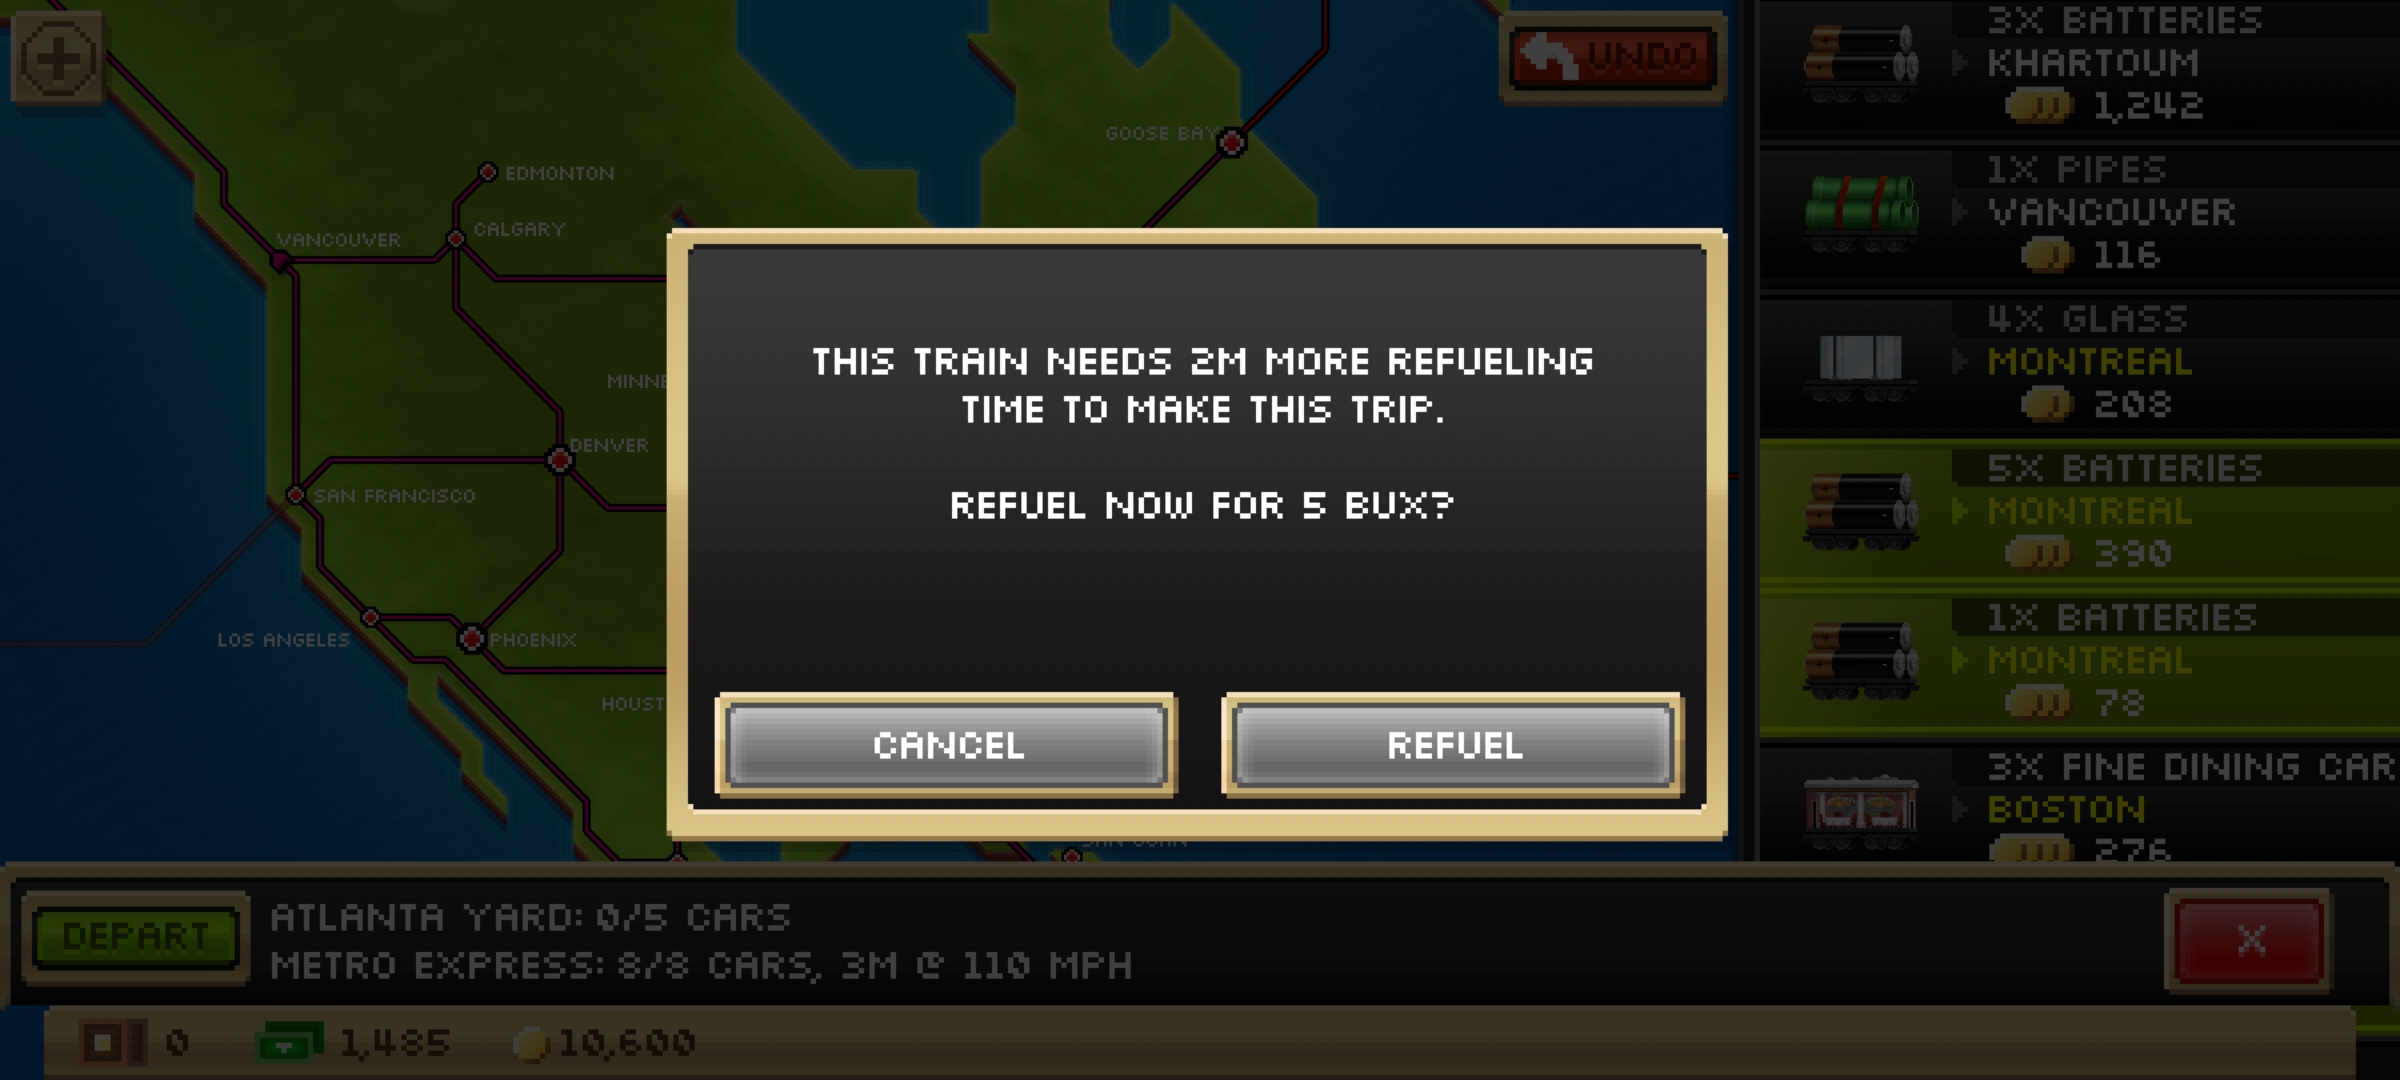 UNDO
GOOSE BAY
EDMONTON
CALGARY
VANCOUVER
MINNE
DENVER
SAN FRANCISCO
LOS ANGELES
PHOENIX
HOUST
SAN JUAN
THIS TRAIN NEEDS 2M MORE REFUELING
TIME TO MAKE THIS TRIP.
REFUEL NOW FOR 5 BUX?
CANCEL
REFUEL
3X BATTERIES
KHARTOUM
1,242
1X PIPES
VANCOUVER
116
4X GLASS
MONTREAL
208
5X BATTERIES
MONTREAL
390
1X BATTERIES
MONTREAL
78
3X FINE DINING CAR
BOSTON
276
DEPART
ATLANTA YARD: 0/5 CARS
METRO EXPRESS: 8/8 CARS, 3M @ 110 MPH
X
0
1,485
10,600